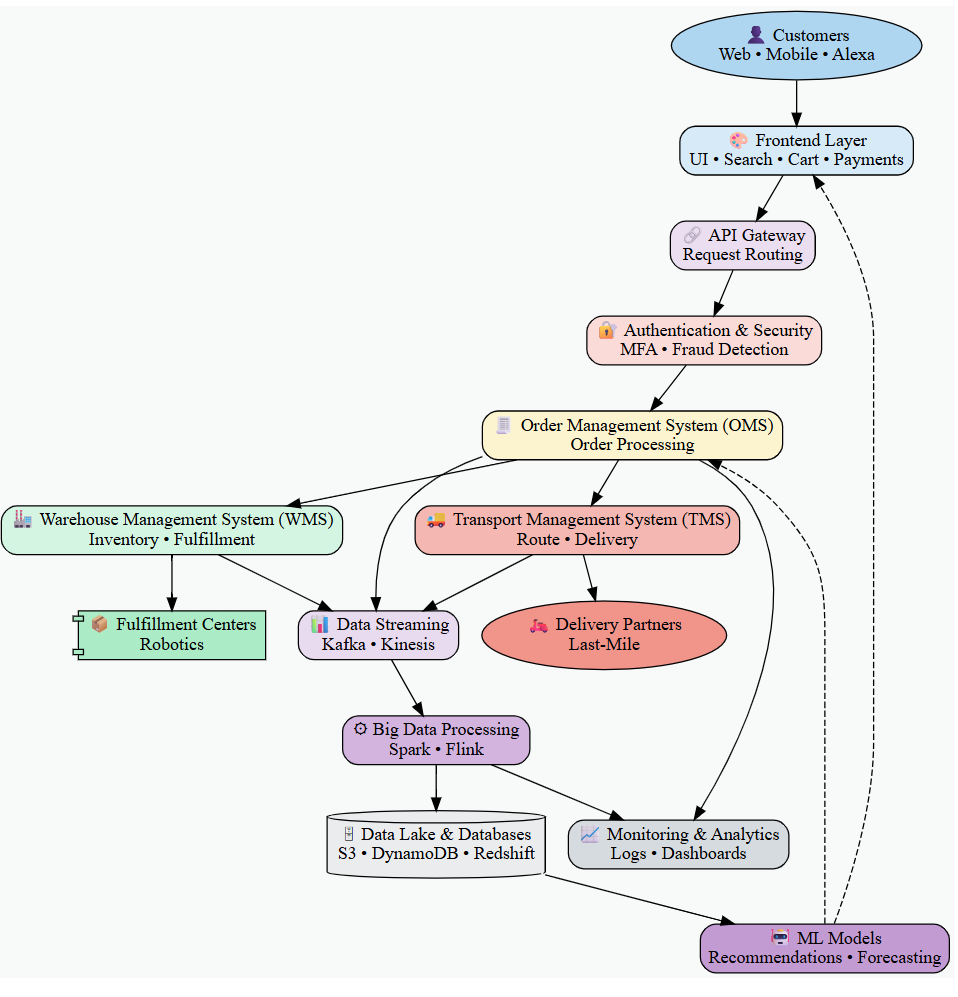 Customers
Web • Mobile • Alexa
Frontend Layer
UI • Search • Cart • Payments
API Gateway
Request Routing
Authentication & Security
MFA • Fraud Detection
Order Management System (OMS)
Order Processing
Warehouse Management System (WMS)
Inventory • Fulfillment
Transport Management System (TMS)
Route • Delivery
Fulfillment Centers
Robotics
Data Streaming
Kafka • Kinesis
Delivery Partners
Last-Mile
Big Data Processing
Spark • Flink
Data Lake & Databases
S3 • DynamoDB • Redshift
Monitoring & Analytics
Logs • Dashboards
ML Models
Recommendations • Forecasting